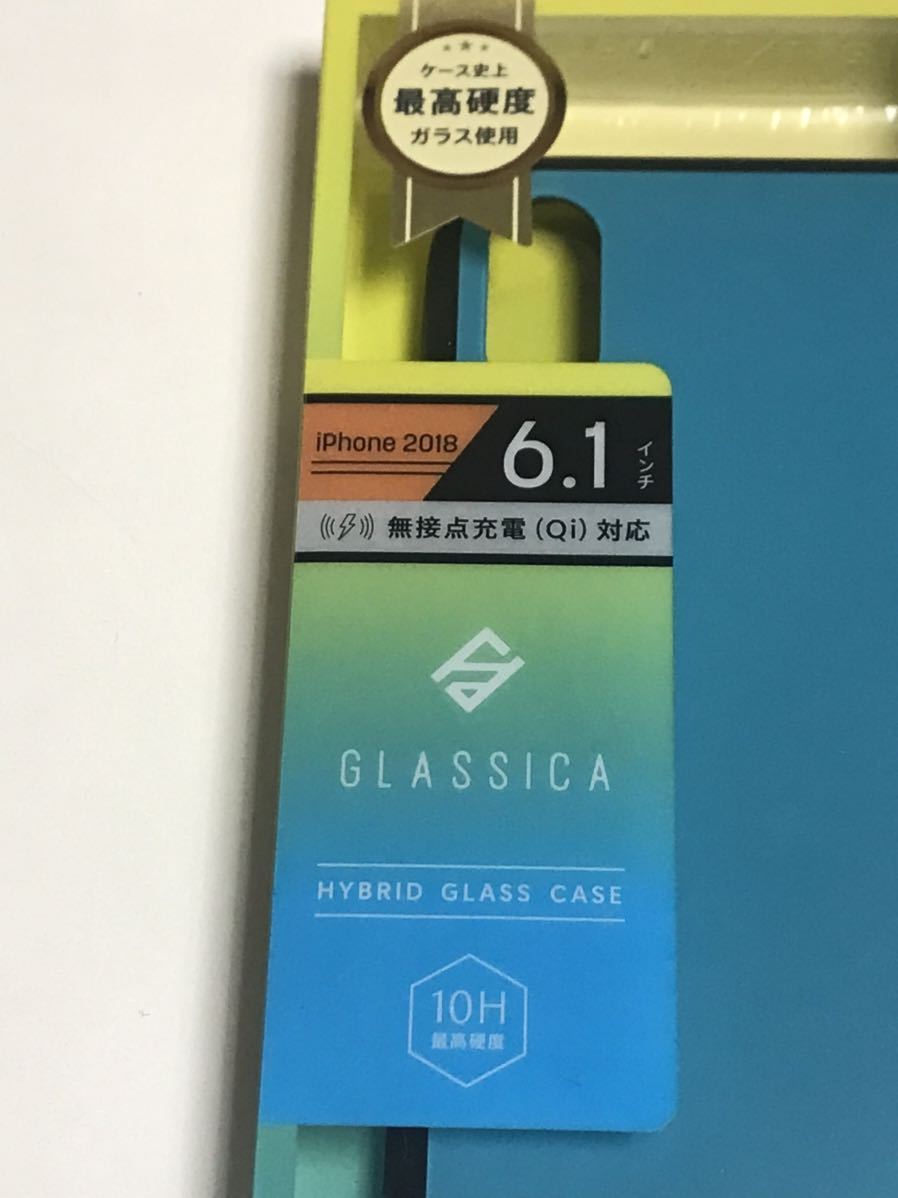 ケース史上
最高硬度
ガラス使用
iPhone 2018
6.1
インチ
無接点充電(Qi)対応
GLASSICA
HYBRID GLASS CASE
10H
最高硬度